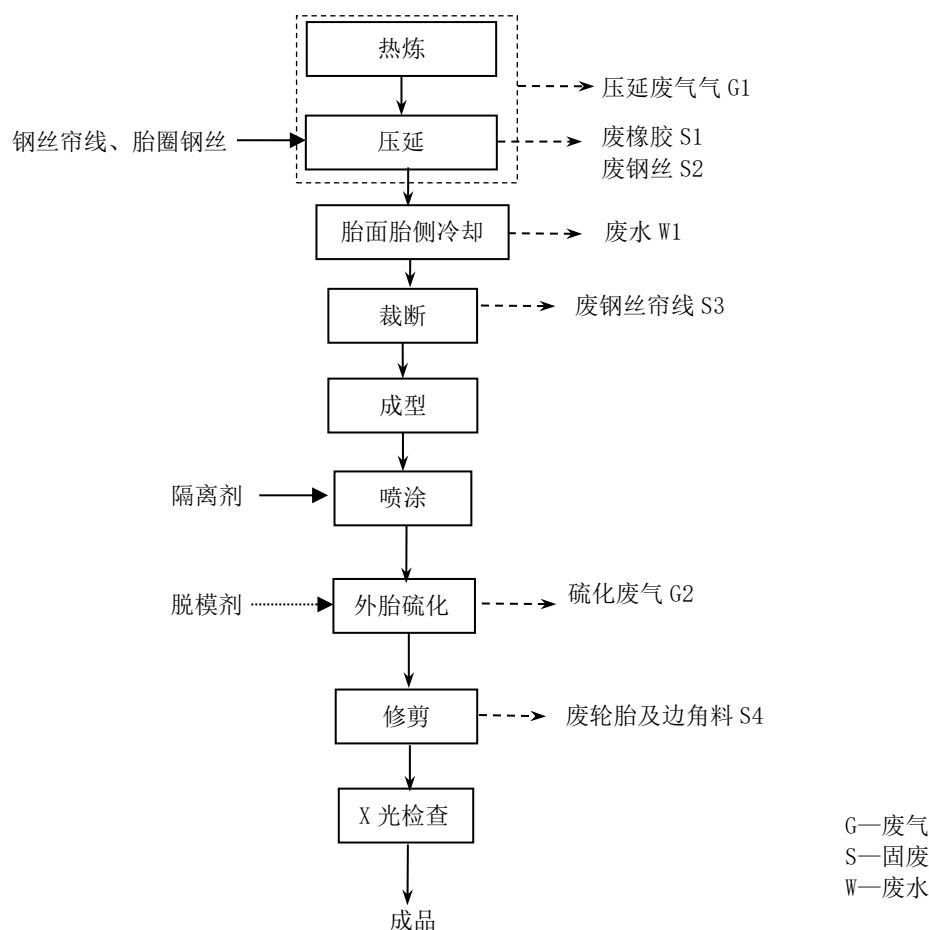 热炼
压延废气气 G1
钢丝帘线、胎圈钢丝
压延
废橡胶 S1
废钢丝 S2
胎面胎侧冷却
废水 W1
裁断
废钢丝帘线 S3
成型
隔离剂
喷涂
脱模剂
外胎硫化
硫化废气 G2
修剪
废轮胎及边角料 S4
X 光检查
G—废气
S—固废
W—废水
成品